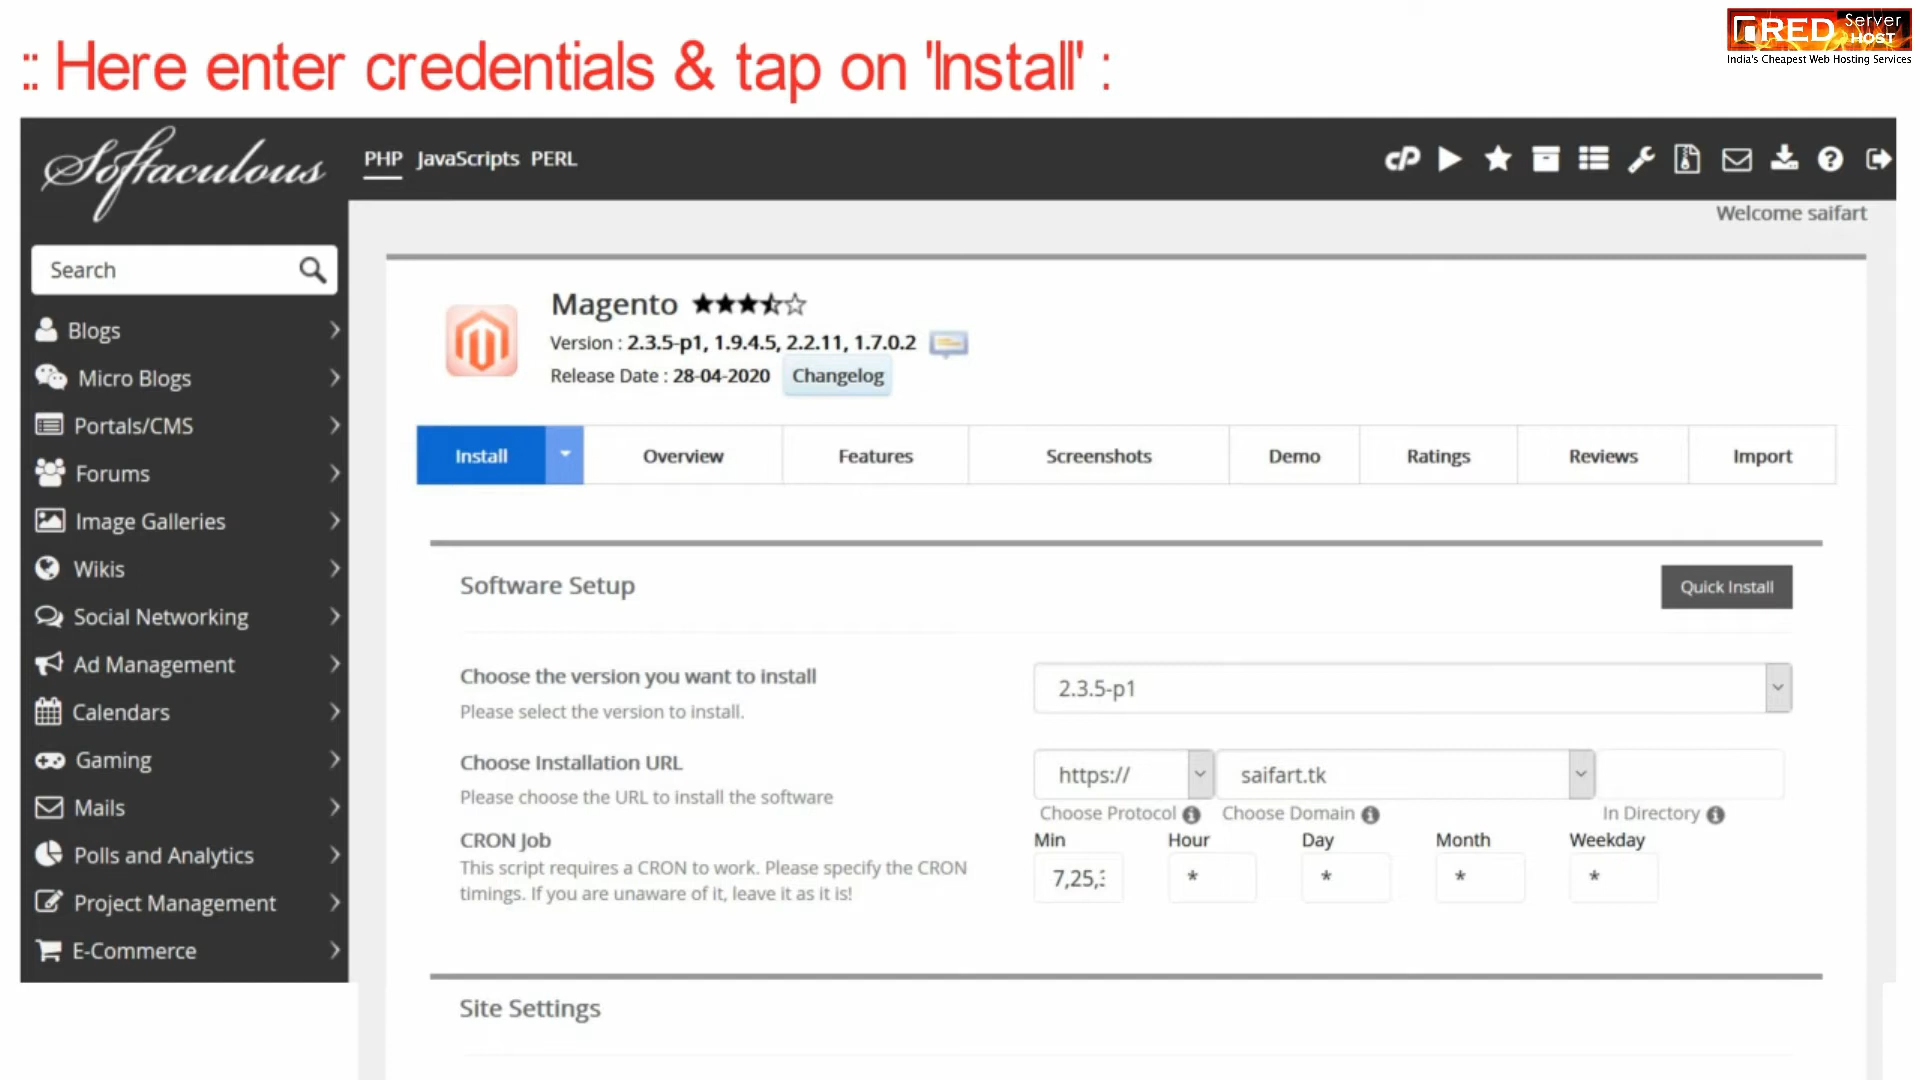 :: Here enter credentials & tap on 'Install' :
RED Server HOST
India's Cheapest Web Hosting Services
Softaculous
PHP JavaScripts PERL
cP
Welcome saifart
Search
Blogs
Micro Blogs
Portals/CMS
Forums
Image Galleries
Wikis
Social Networking
Ad Management
Calendars
Gaming
Mails
Polls and Analytics
Project Management
E-Commerce
Magento
Version : 2.3.5-p1, 1.9.4.5, 2.2.11, 1.7.0.2
Release Date : 28-04-2020 Changelog
Install Overview Features Screenshots Demo Ratings Reviews Import
Software Setup
Quick Install
Choose the version you want to install
Please select the version to install.
2.3.5-p1
Choose Installation URL
Please choose the URL to install the software
https:// saifart.tk
Choose Protocol Choose Domain In Directory
CRON Job
This script requires a CRON to work. Please specify the CRON
timings. If you are unaware of it, leave it as it is!
Min Hour Day Month Weekday
7,25, * * * *
Site Settings